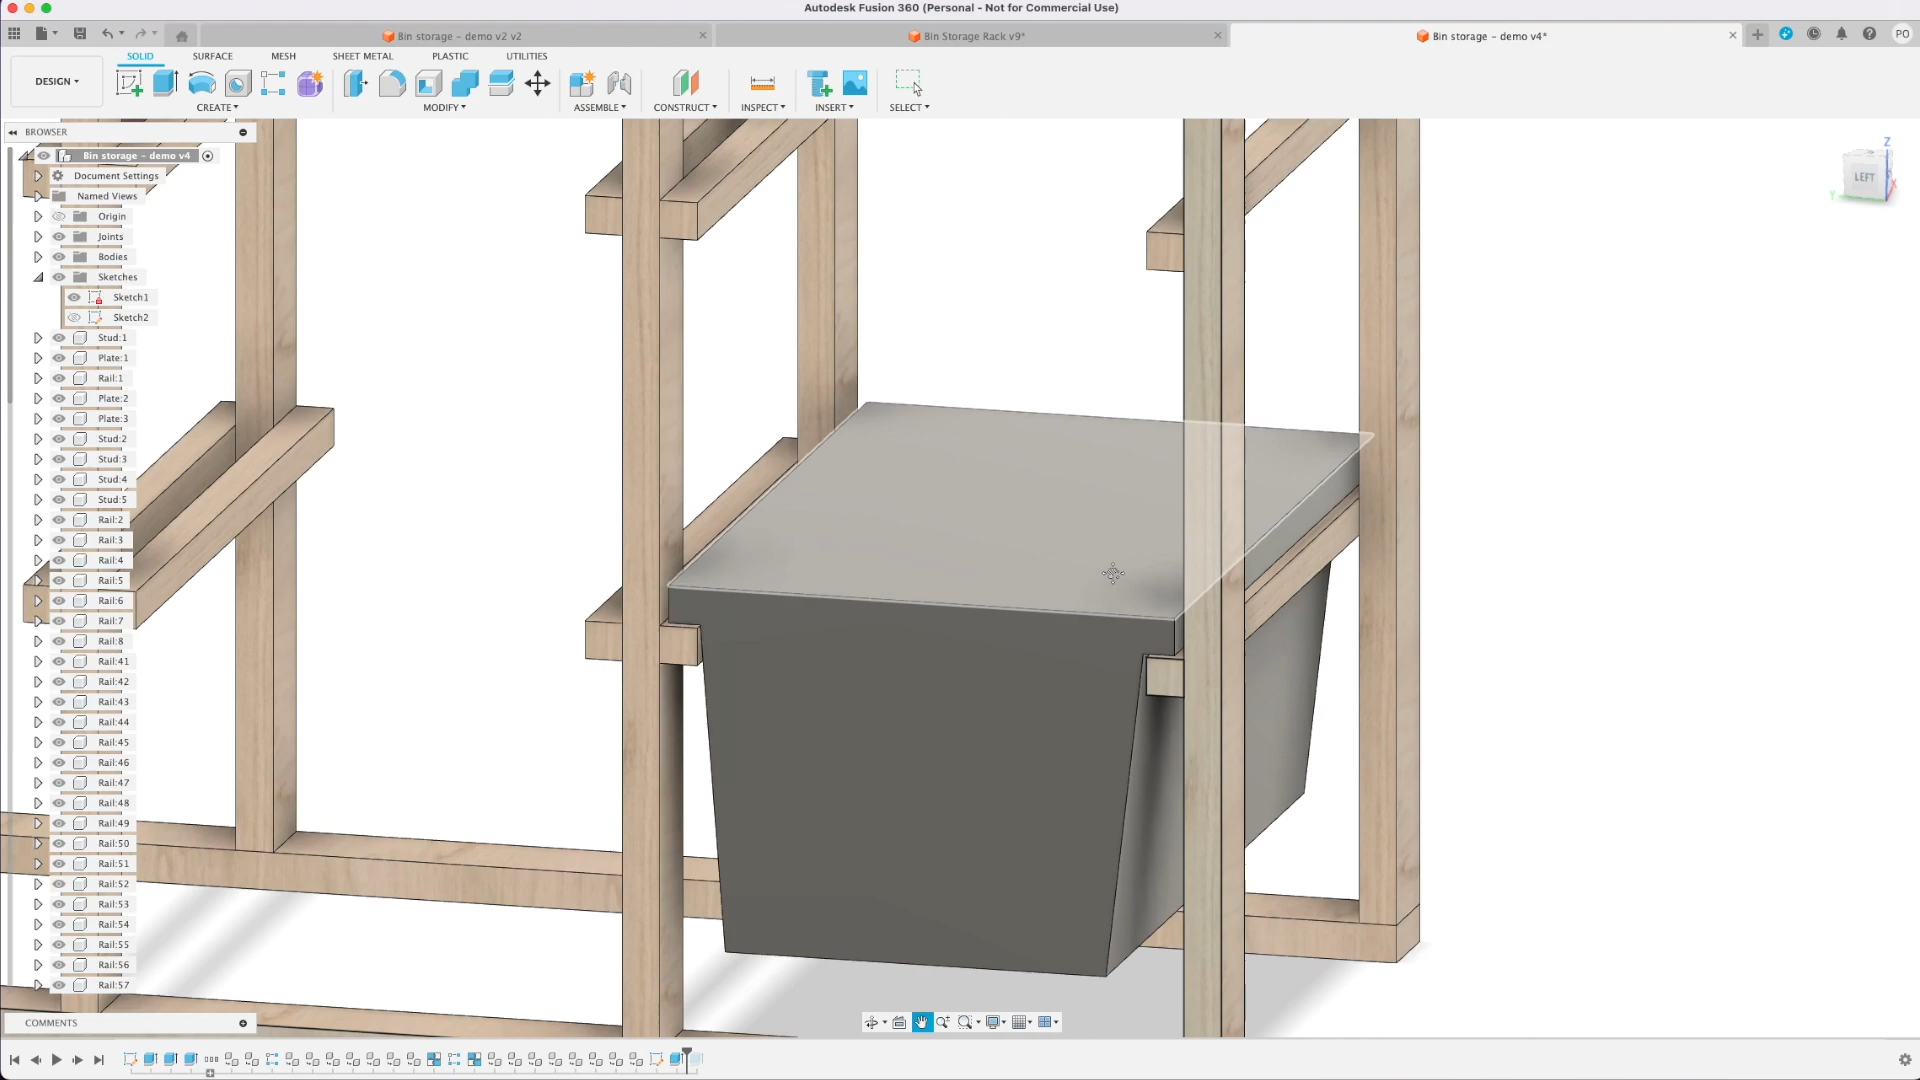 Autodesk Fusion 360 (Personal - Not for Commercial Use)
Bin storage - demo v2 v2
Bin Storage Rack v9*
Bin storage - demo v4*
PO
SOLID
SURFACE
MESH
SHEET METAL
PLASTIC
UTILITIES
DESIGN
CREATE
MODIFY
ASSEMBLE
CONSTRUCT
INSPECT
INSERT
SELECT
BROWSER
Bin storage - demo v4
Document Settings
Named Views
Origin
Joints
Bodies
Sketches
Sketch1
Sketch2
Stud:1
Plate:1
Rail:1
Plate:2
Plate:3
Stud:2
Stud:3
Stud:4
Stud:5
Rail:2
Rail:3
Rail:4
Rail:5
Rail:6
Rail:7
Rail:8
Rail:41
Rail:42
Rail:43
Rail:44
Rail:45
Rail:46
Rail:47
Rail:48
Rail:49
Rail:50
Rail:51
Rail:52
Rail:53
Rail:54
Rail:55
Rail:56
Rail:57
COMMENTS
Z
LEFT
Y
X